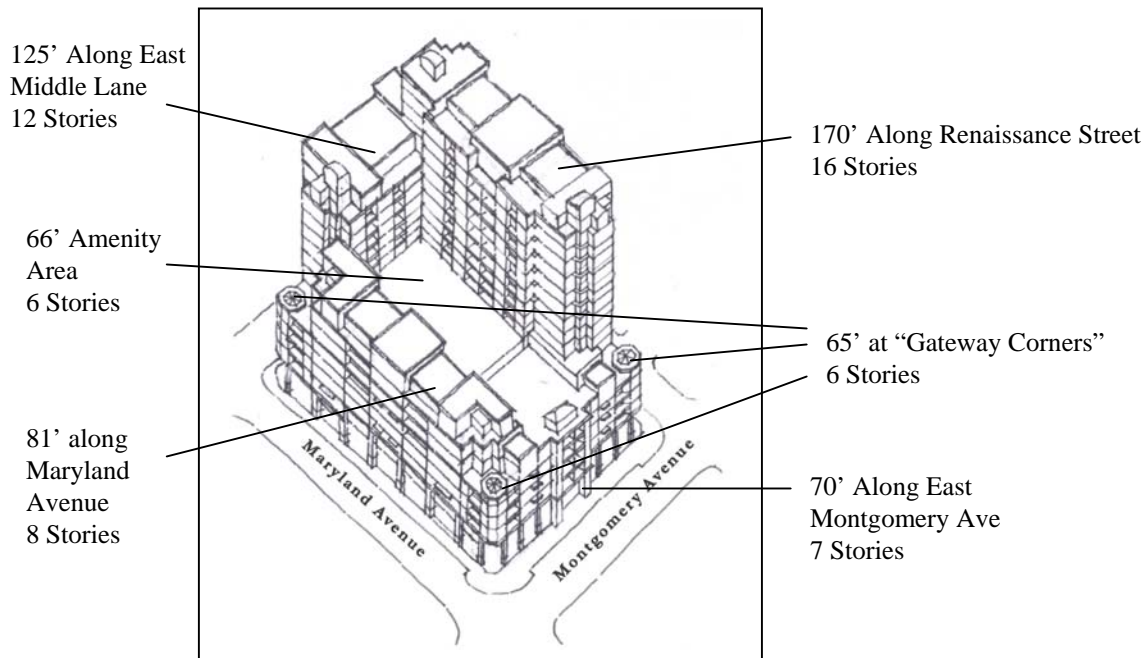 125’ Along East
Middle Lane
12 Stories
66’ Amenity
Area
6 Stories
81’ along
Maryland
Avenue
8 Stories
170’ Along Renaissance Street
16 Stories
65’ at “Gateway Corners”
6 Stories
70’ Along East
Montgomery Ave
7 Stories
Maryland Avenue
Montgomery Avenue